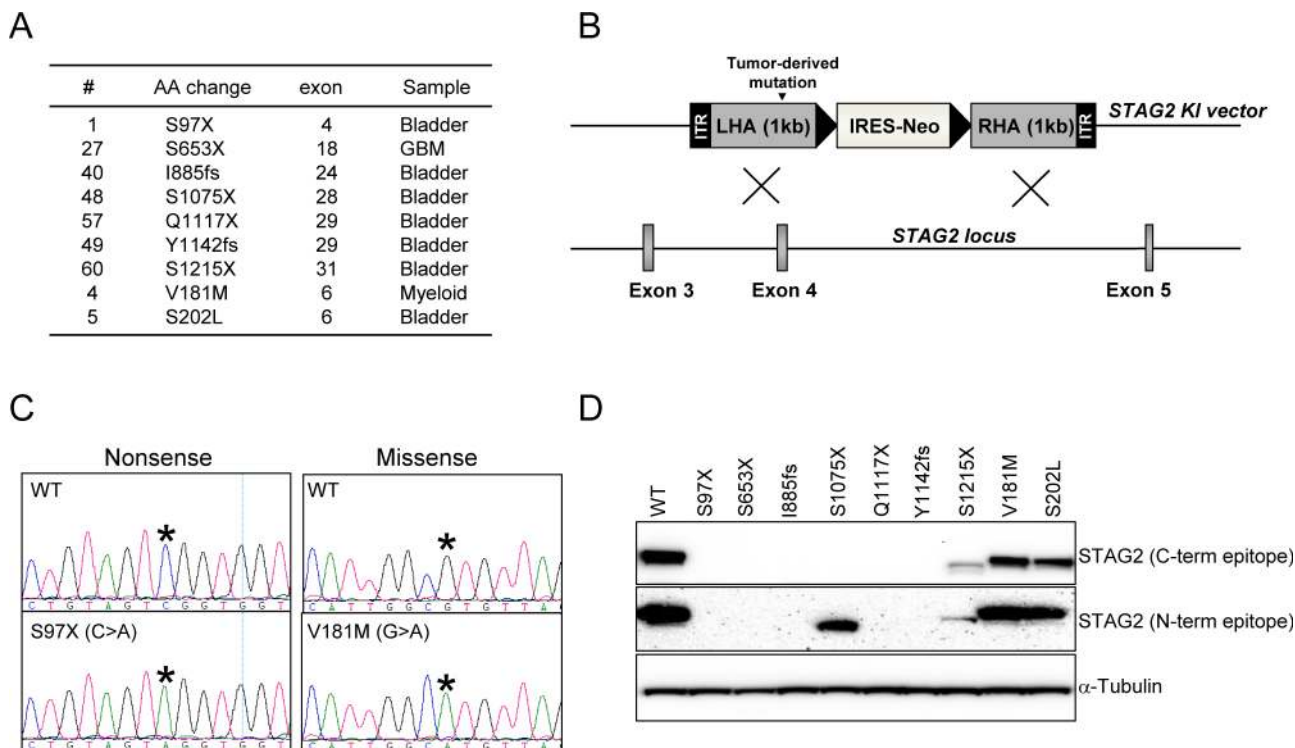 A
# AA change exon Sample
1 S97X 4 Bladder
27 S653X 18 GBM
40 I885fs 24 Bladder
48 S1075X 28 Bladder
57 Q1117X 29 Bladder
49 Y1142fs 29 Bladder
60 S1215X 31 Bladder
4 V181M 6 Myeloid
5 S202L 6 Bladder
B
Tumor-derived
mutation
ITR LHA (1kb) IRES-Neo RHA (1kb) ITR STAG2 KI vector
STAG2 locus
Exon 3 Exon 4 Exon 5
C
Nonsense Missense
WT WT
* *
C T G T A G T C G G T G G T C A T T G G C G T G T T A
S97X (C>A) V181M (G>A)
* *
C T G T A G T A G G T G G T C A T T G G C A T G T T A
D
WT S97X S653X I885fs S1075X Q1117X Y1142fs S1215X V181M S202L
STAG2 (C-term epitope)
STAG2 (N-term epitope)
α-Tubulin